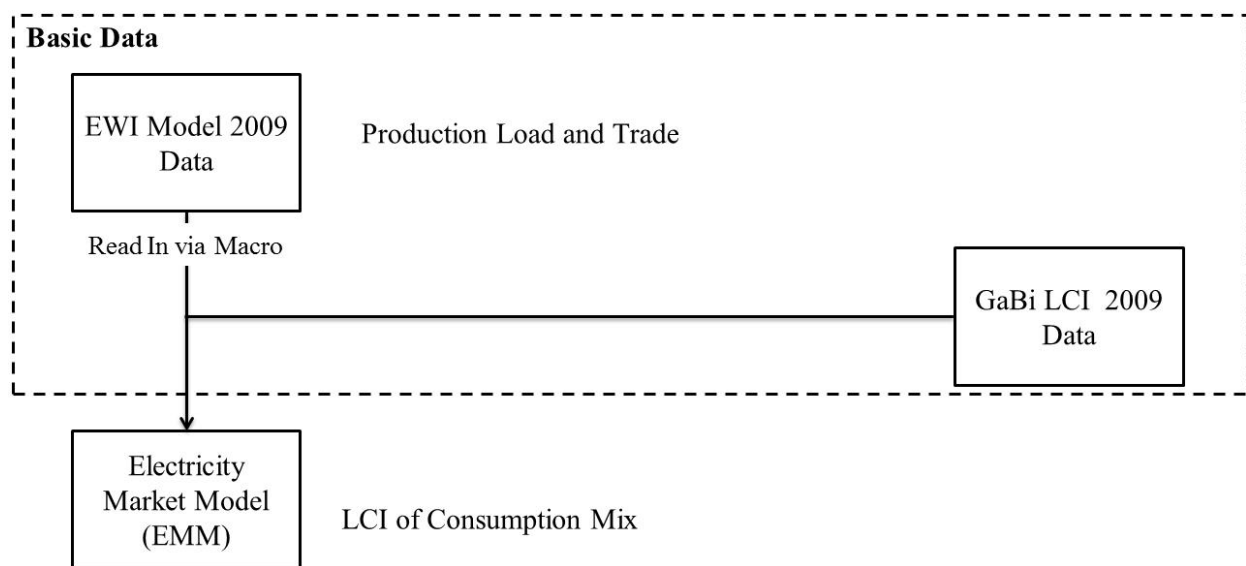 Basic Data
EWI Model 2009
Data
Production Load and Trade
Read In via Macro
GaBi LCI 2009
Data
Electricity
Market Model
(EMM)
LCI of Consumption Mix